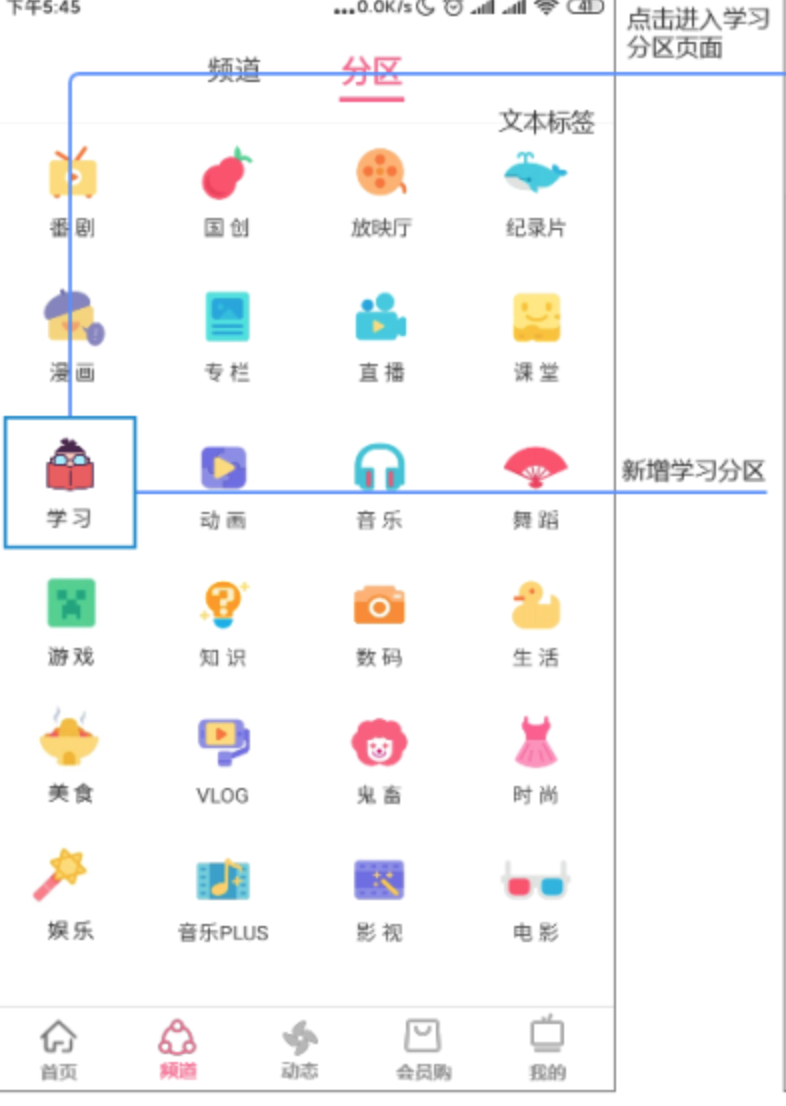 下午5:45 ...0.0K/s 41
点击进入学习
分区页面
频道 分区
文本标签
番剧 国创 放映厅 纪录片
漫画 专栏 直播 课堂
新增学习分区
学习 动画 音乐 舞蹈
游戏 知识 数码 生活
美食 VLOG 鬼畜 时尚
娱乐 音乐PLUS 影视 电影
首页 频道 动态 会员购 我的